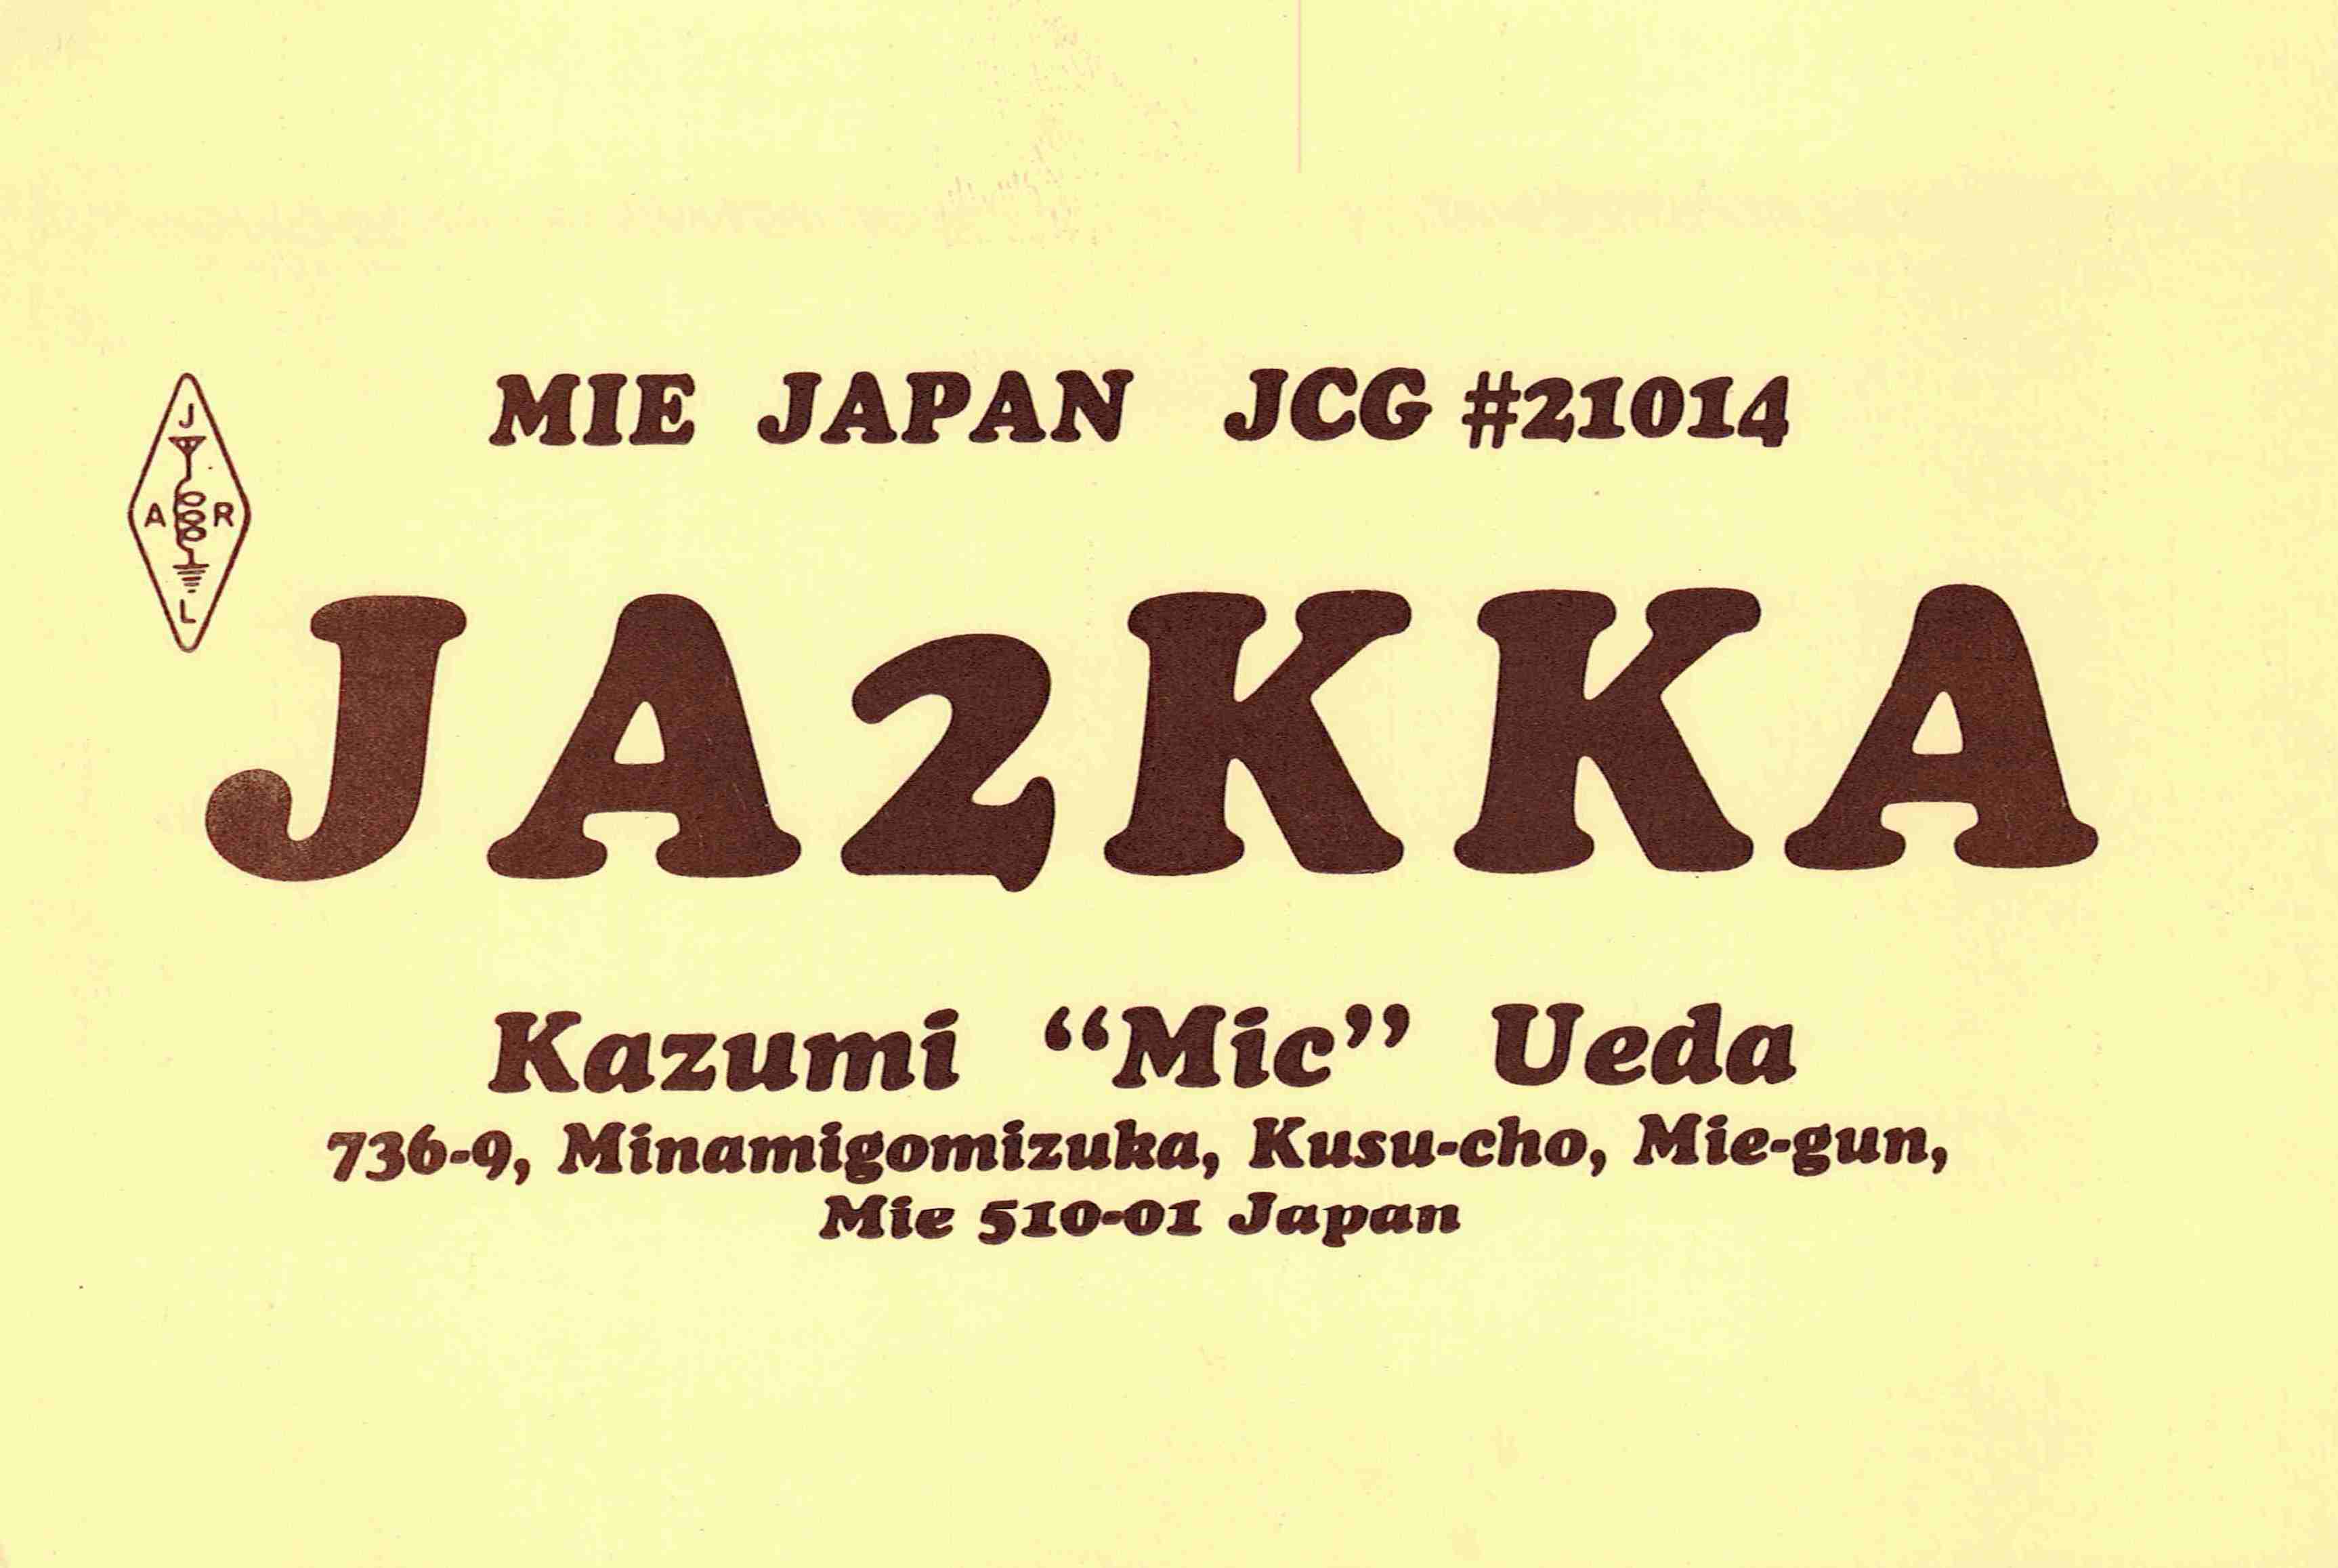 MIE JAPAN JCG #21014
J
A R
L
JA2KKA
Kazumi “Mic” Ueda
736-9, Minamigomizuka, Kusu-cho, Mie-gun,
Mie 510-01 Japan